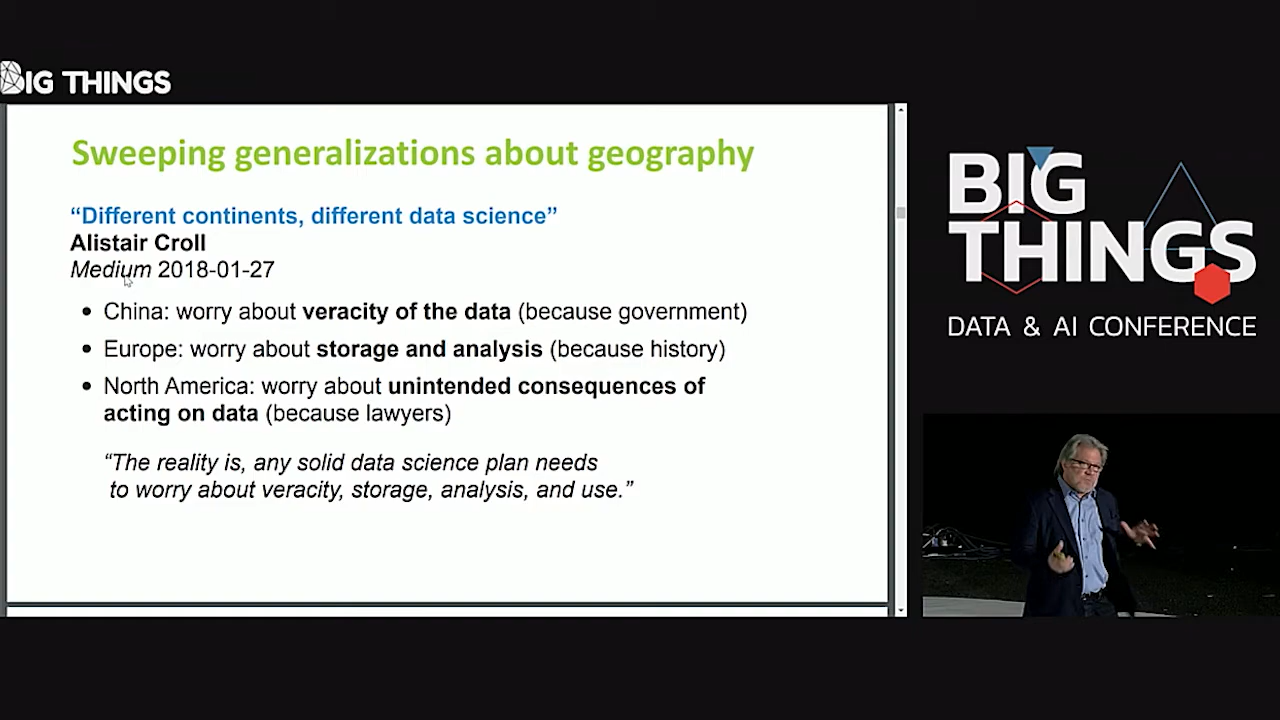 BIG THINGS
Sweeping generalizations about geography
“Different continents, different data science”
Alistair Croll
Medium 2018-01-27
• China: worry about veracity of the data (because government)
• Europe: worry about storage and analysis (because history)
• North America: worry about unintended consequences of
acting on data (because lawyers)
“The reality is, any solid data science plan needs
to worry about veracity, storage, analysis, and use.”
BIG
THINGS
DATA & AI CONFERENCE